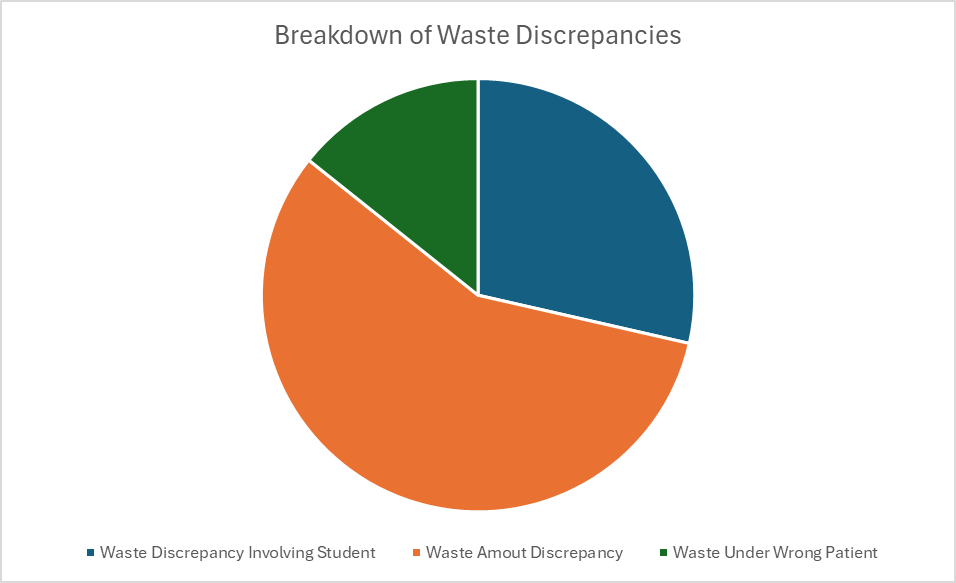 Breakdown of Waste Discrepancies
Waste Discrepancy Involving Student
Waste Amout Discrepancy
Waste Under Wrong Patient